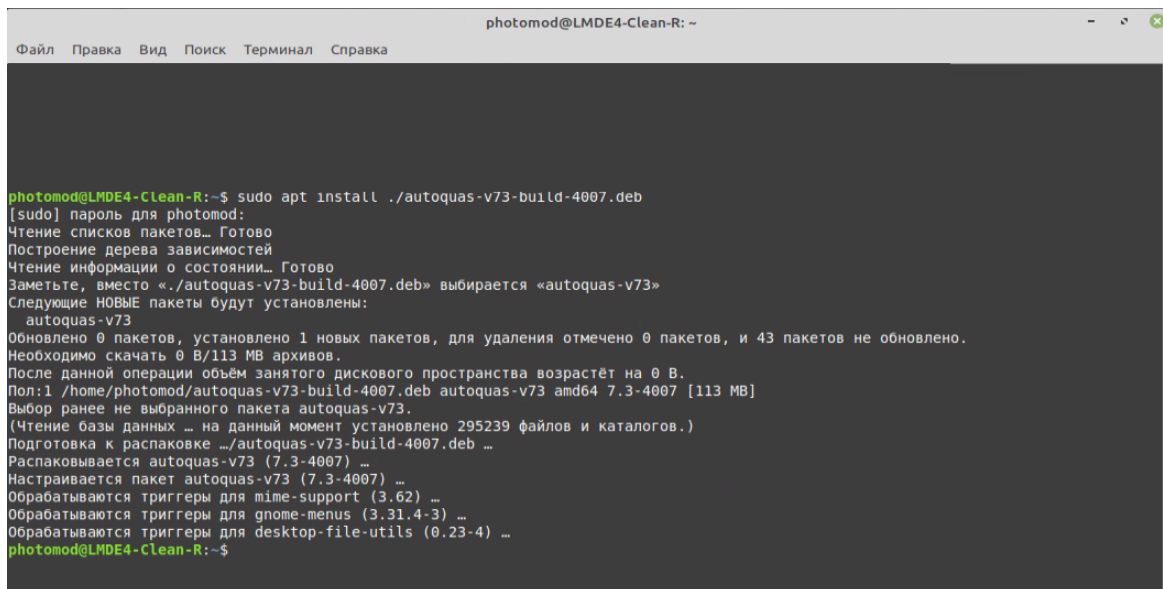 photomod@LMDE4-Clean-R: ~
Файл Правка Вид Поиск Терминал Справка
photomod@LMDE4-Clean-R:~$ sudo apt install ./autoquas-v73-build-4007.deb
[sudo] пароль для photomod:
Чтение списков пакетов… Готово
Построение дерева зависимостей
Чтение информации о состоянии… Готово
Заметьте, вместо «./autoquas-v73-build-4007.deb» выбирается «autoquas-v73»
Следующие НОВЫЕ пакеты будут установлены:
  autoquas-v73
Обновлено 0 пакетов, установлено 1 новых пакетов, для удаления отмечено 0 пакетов, и 43 пакетов не обновлено.
Необходимо скачать 0 B/113 MB архивов.
После данной операции объём занятого дискового пространства возрастёт на 0 B.
Пол:1 /home/photomod/autoquas-v73-build-4007.deb autoquas-v73 amd64 7.3-4007 [113 MB]
Выбор ранее не выбранного пакета autoquas-v73.
(Чтение базы данных … на данный момент установлено 295239 файлов и каталогов.)
Подготовка к распаковке …/autoquas-v73-build-4007.deb …
Распаковывается autoquas-v73 (7.3-4007) …
Настраивается пакет autoquas-v73 (7.3-4007) …
Обрабатываются триггеры для mime-support (3.62) …
Обрабатываются триггеры для gnome-menus (3.31.4-3) …
Обрабатываются триггеры для desktop-file-utils (0.23-4) …
photomod@LMDE4-Clean-R:~$